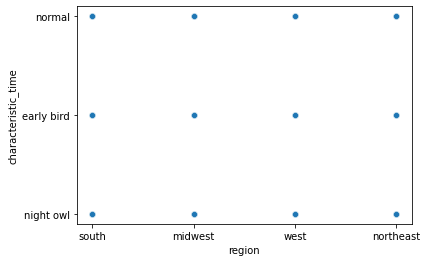 normal
early bird
night owl
characteristic_time
south midwest west northeast
region